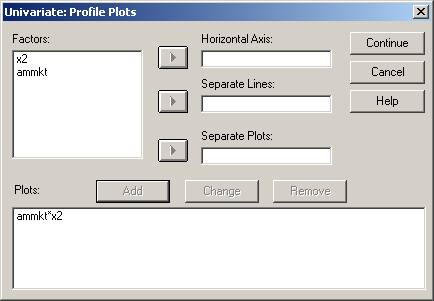 Univariate: Profile Plots
Factors:
x2
ammkt
Horizontal Axis:
Separate Lines:
Separate Plots:
Continue
Cancel
Help
Plots:
Add
Change
Remove
ammkt*x2